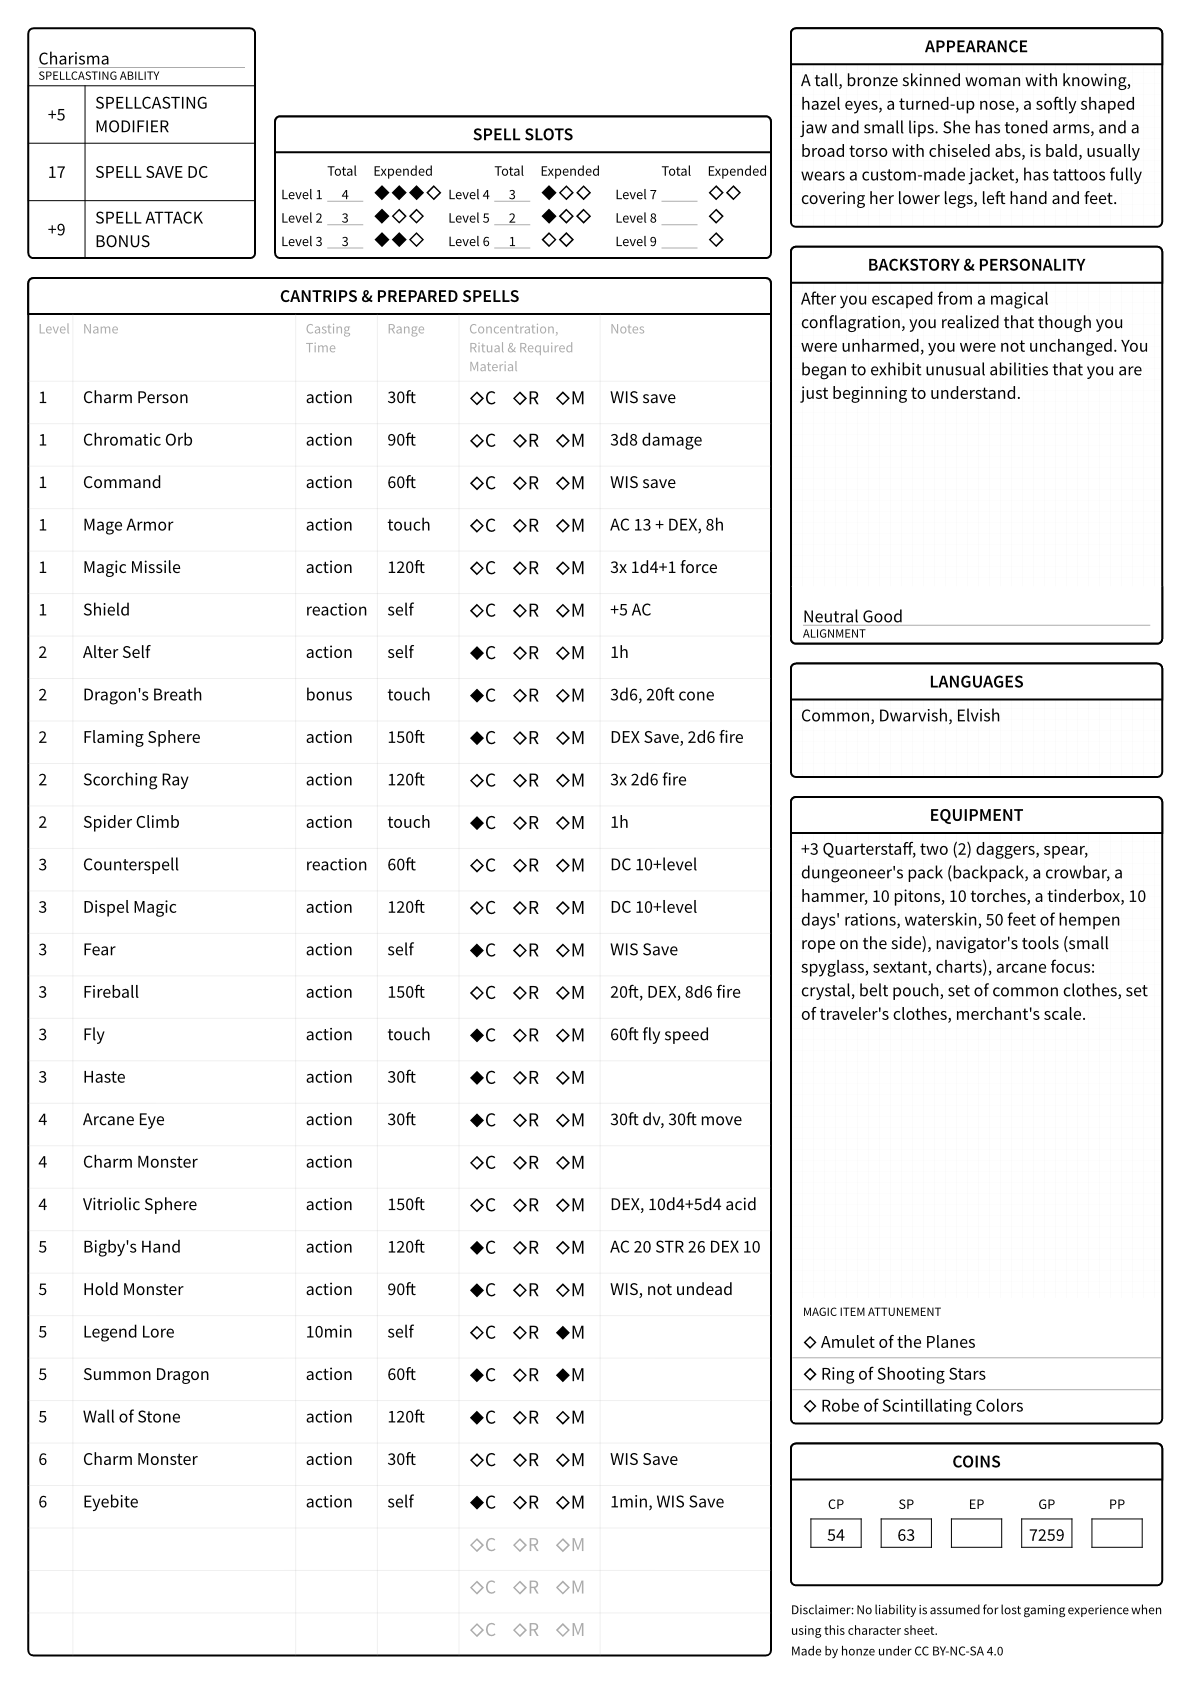 Charisma
SPELLCASTING ABILITY
+5 SPELLCASTING MODIFIER
17 SPELL SAVE DC
+9 SPELL ATTACK BONUS
SPELL SLOTS
Total Expended Total Expended Total Expended
Level 1 4 ◆◆◆◇ Level 4 3 ◆◇◇ Level 7 ◇◇
Level 2 3 ◆◇◇ Level 5 2 ◆◇◇ Level 8 ◇
Level 3 3 ◆◆◇ Level 6 1 ◇◇ Level 9 ◇
CANTRIPS & PREPARED SPELLS
Level Name Casting Time Range Concentration, Ritual & Required Material Notes
1 Charm Person action 30ft ◇C ◇R ◇M WIS save
1 Chromatic Orb action 90ft ◇C ◇R ◇M 3d8 damage
1 Command action 60ft ◇C ◇R ◇M WIS save
1 Mage Armor action touch ◇C ◇R ◇M AC 13 + DEX, 8h
1 Magic Missile action 120ft ◇C ◇R ◇M 3x 1d4+1 force
1 Shield reaction self ◇C ◇R ◇M +5 AC
2 Alter Self action self ◆C ◇R ◇M 1h
2 Dragon's Breath bonus touch ◆C ◇R ◇M 3d6, 20ft cone
2 Flaming Sphere action 150ft ◆C ◇R ◇M DEX Save, 2d6 fire
2 Scorching Ray action 120ft ◇C ◇R ◇M 3x 2d6 fire
2 Spider Climb action touch ◆C ◇R ◇M 1h
3 Counterspell reaction 60ft ◇C ◇R ◇M DC 10+level
3 Dispel Magic action 120ft ◇C ◇R ◇M DC 10+level
3 Fear action self ◆C ◇R ◇M WIS Save
3 Fireball action 150ft ◇C ◇R ◇M 20ft, DEX, 8d6 fire
3 Fly action touch ◆C ◇R ◇M 60ft fly speed
3 Haste action 30ft ◆C ◇R ◇M
4 Arcane Eye action 30ft ◆C ◇R ◇M 30ft dv, 30ft move
4 Charm Monster action ◇C ◇R ◇M
4 Vitriolic Sphere action 150ft ◇C ◇R ◇M DEX, 10d4+5d4 acid
5 Bigby's Hand action 120ft ◆C ◇R ◇M AC 20 STR 26 DEX 10
5 Hold Monster action 90ft ◆C ◇R ◇M WIS, not undead
5 Legend Lore 10min self ◇C ◇R ◆M
5 Summon Dragon action 60ft ◆C ◇R ◆M
5 Wall of Stone action 120ft ◆C ◇R ◇M
6 Charm Monster action 30ft ◇C ◇R ◇M WIS Save
6 Eyebite action self ◆C ◇R ◇M 1min, WIS Save
◇C ◇R ◇M
◇C ◇R ◇M
◇C ◇R ◇M
APPEARANCE
A tall, bronze skinned woman with knowing,
hazel eyes, a turned-up nose, a softly shaped
jaw and small lips. She has toned arms, and a
broad torso with chiseled abs, is bald, usually
wears a custom-made jacket, has tattoos fully
covering her lower legs, left hand and feet.
BACKSTORY & PERSONALITY
After you escaped from a magical
conflagration, you realized that though you
were unharmed, you were not unchanged. You
began to exhibit unusual abilities that you are
just beginning to understand.
Neutral Good
ALIGNMENT
LANGUAGES
Common, Dwarvish, Elvish
EQUIPMENT
+3 Quarterstaff, two (2) daggers, spear,
dungeoneer's pack (backpack, a crowbar, a
hammer, 10 pitons, 10 torches, a tinderbox, 10
days' rations, waterskin, 50 feet of hempen
rope on the side), navigator's tools (small
spyglass, sextant, charts), arcane focus:
crystal, belt pouch, set of common clothes, set
of traveler's clothes, merchant's scale.
MAGIC ITEM ATTUNEMENT
◇ Amulet of the Planes
◇ Ring of Shooting Stars
◇ Robe of Scintillating Colors
COINS
CP SP EP GP PP
54 63 7259
Disclaimer: No liability is assumed for lost gaming experience when
using this character sheet.
Made by honze under CC BY-NC-SA 4.0